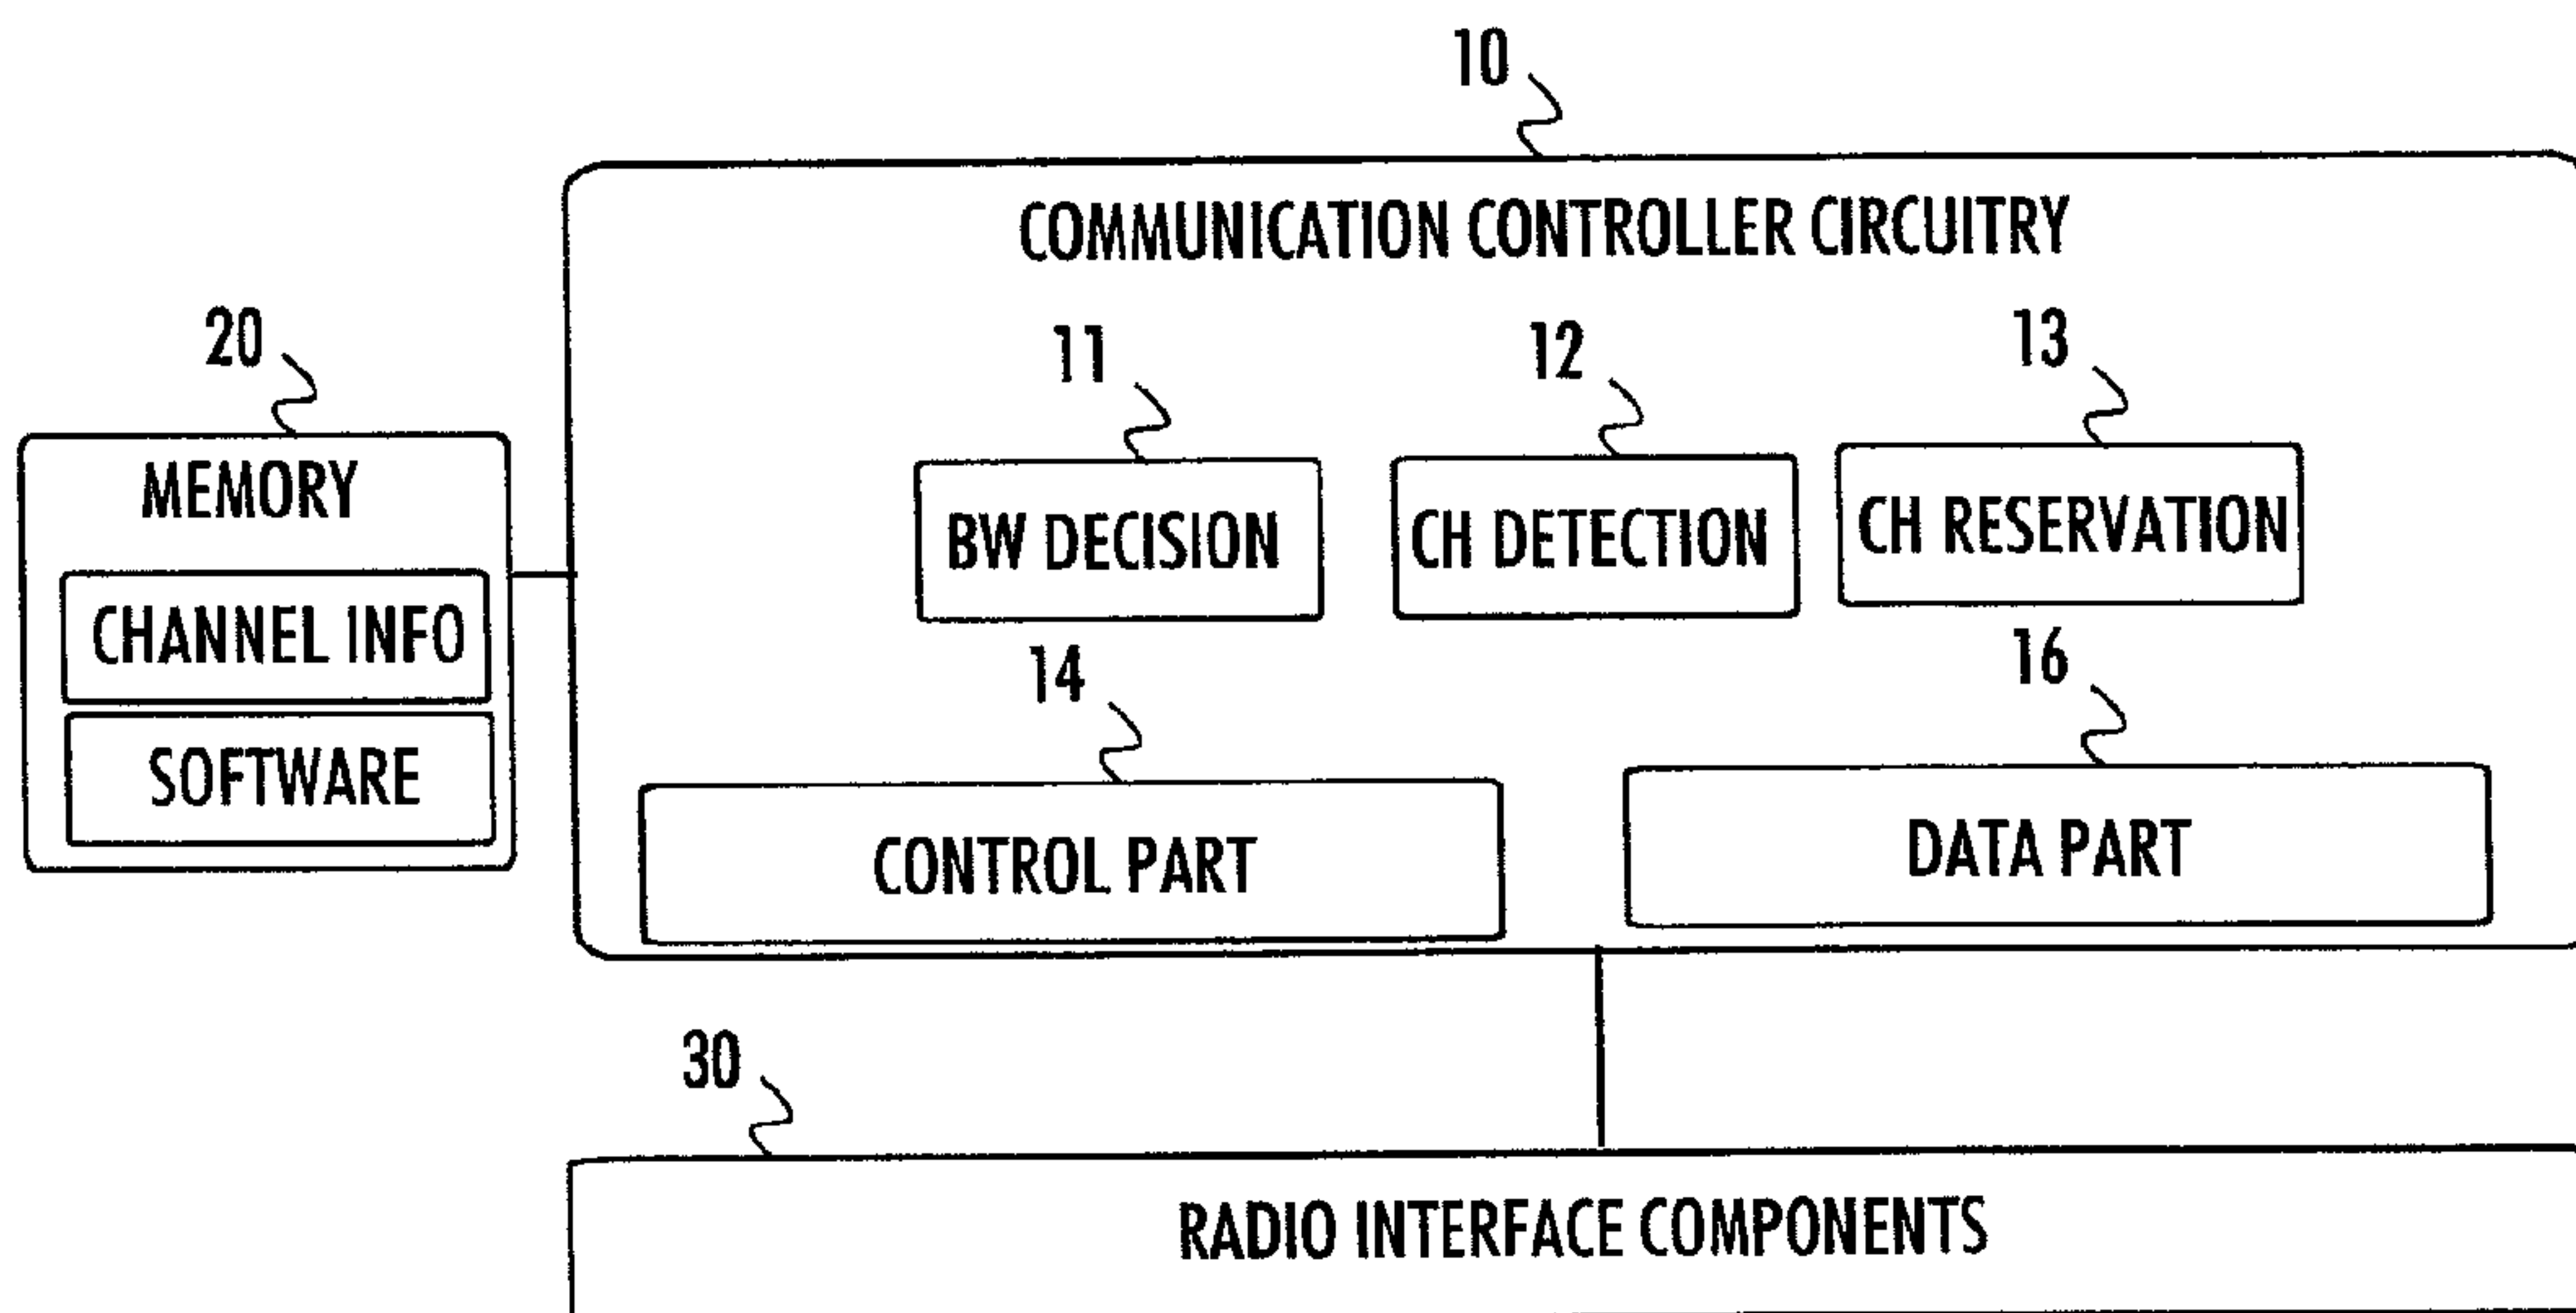 10
COMMUNICATION CONTROLLER CIRCUITRY
20
11
12
13
MEMORY
BW DECISION
CH DETECTION
CH RESERVATION
CHANNEL INFO
SOFTWARE
14
16
CONTROL PART
DATA PART
30
RADIO INTERFACE COMPONENTS